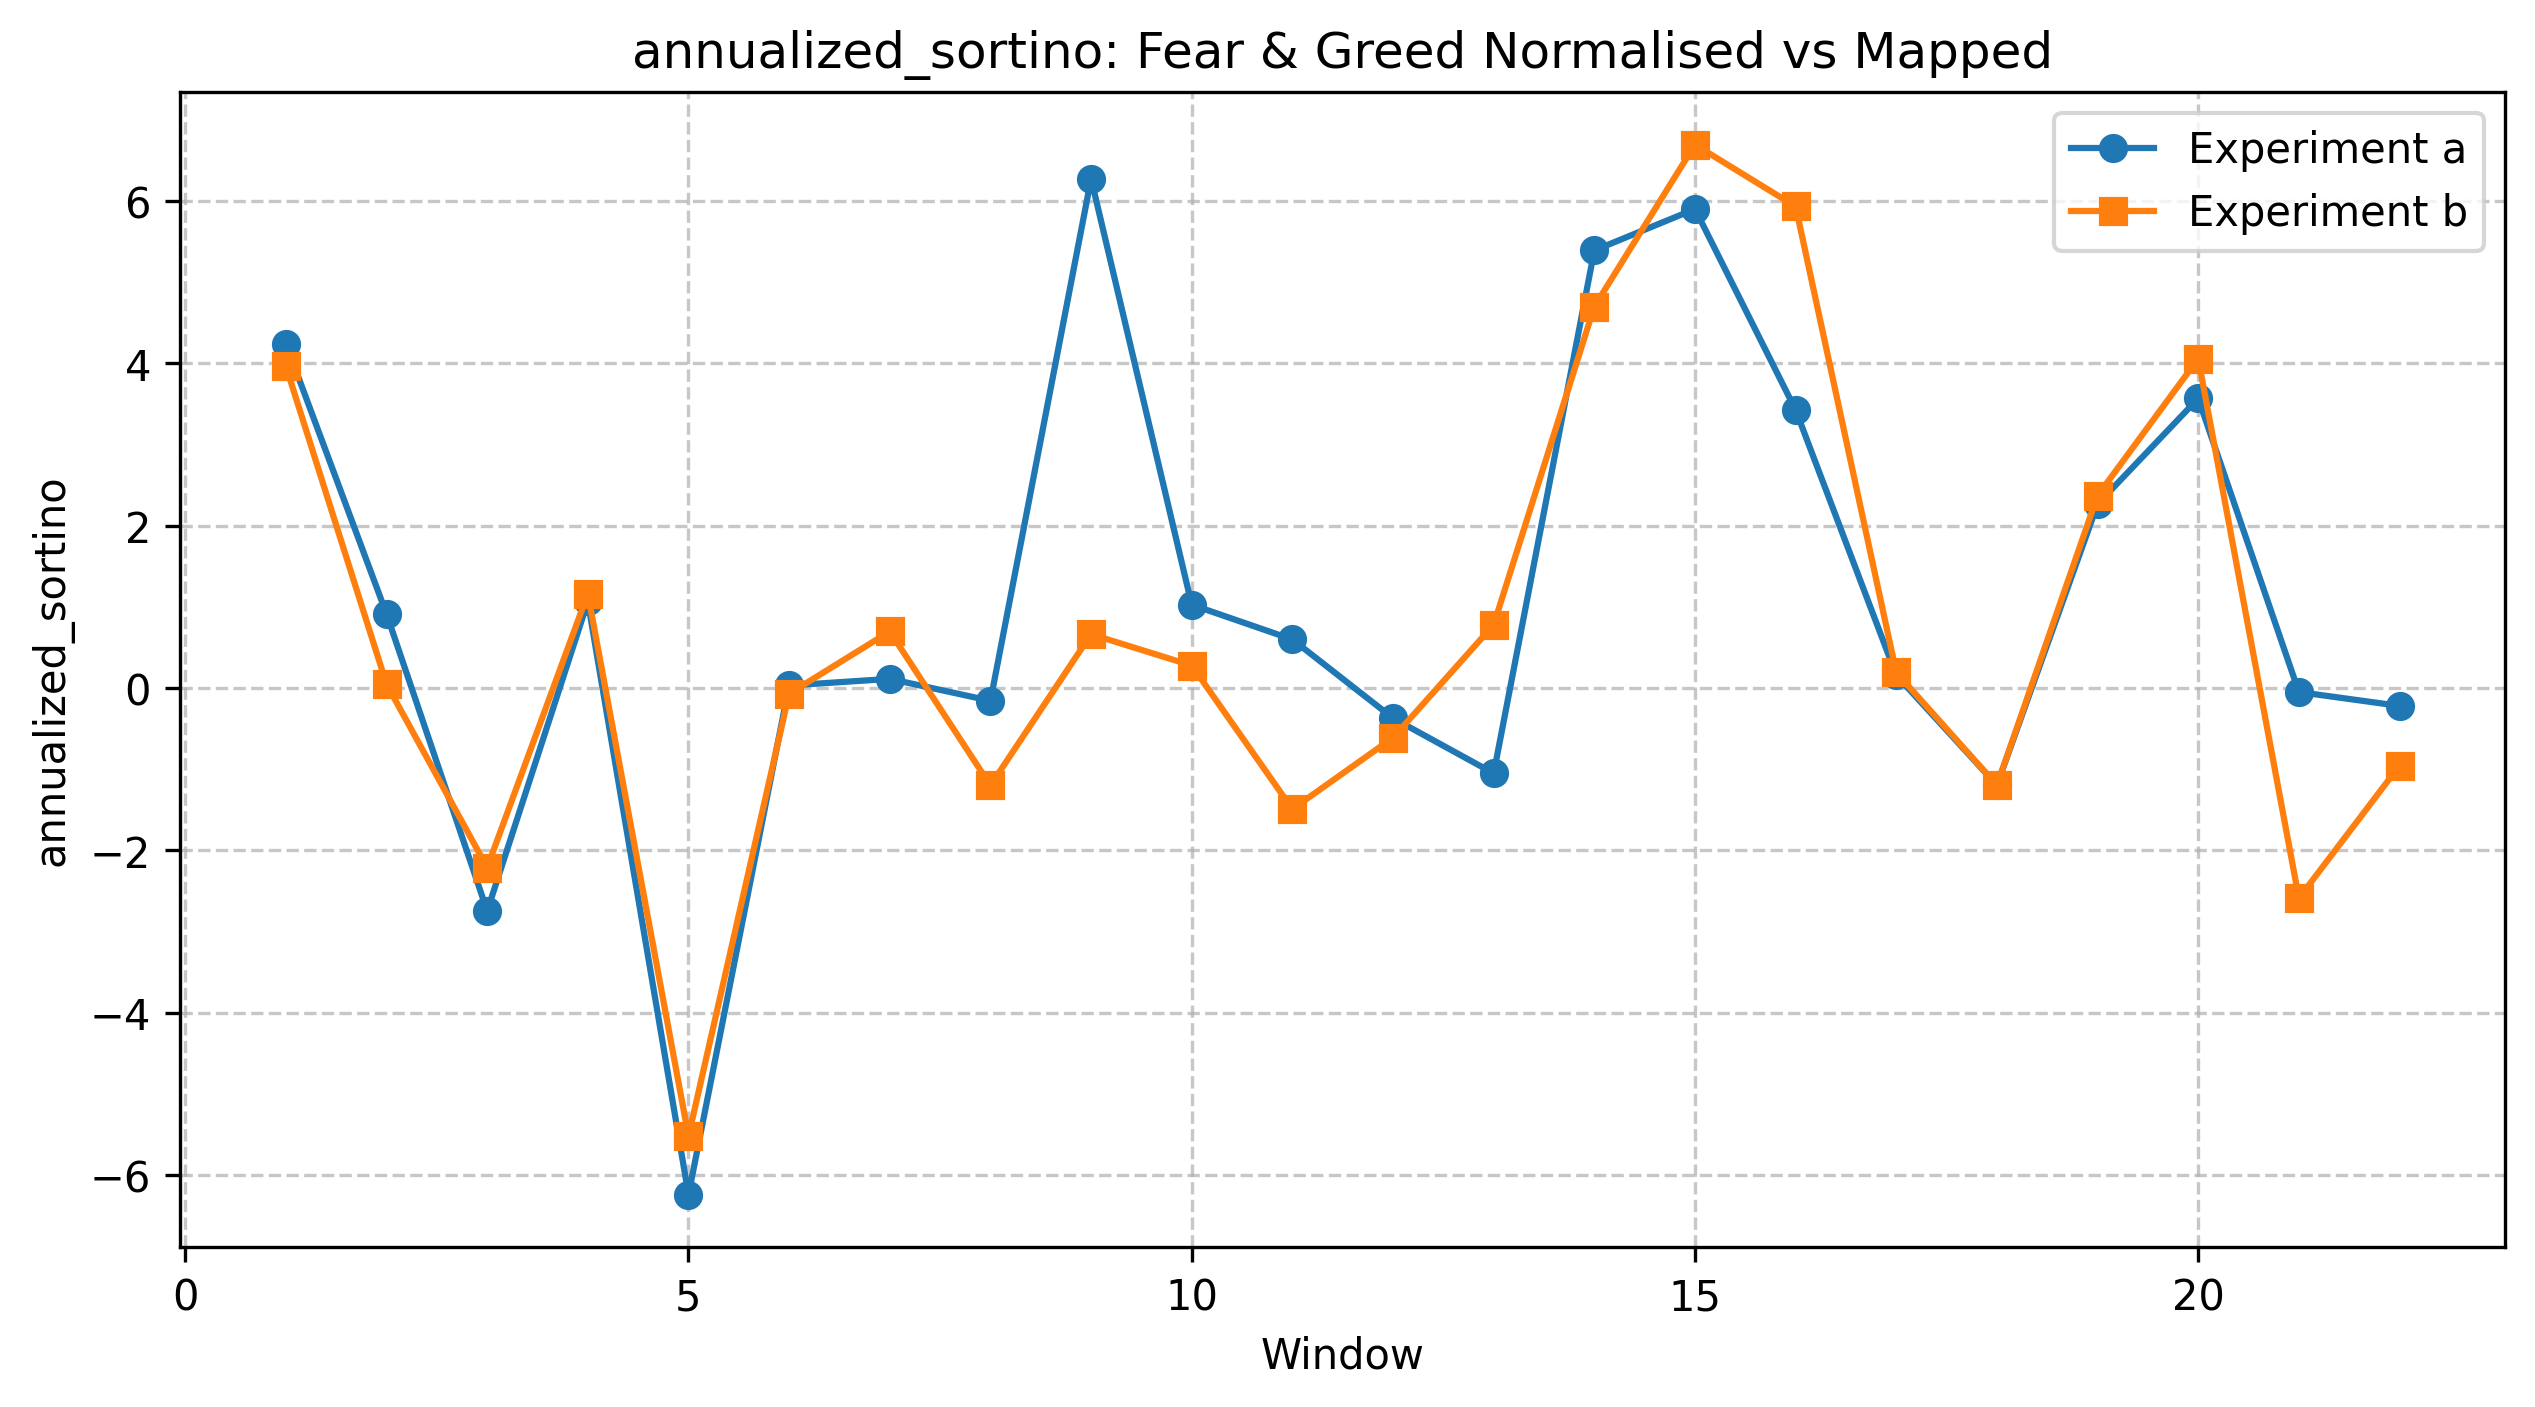 annualized_sortino: Fear & Greed Normalised vs Mapped
Experiment a
Experiment b
annualized_sortino
6
4
2
0
−2
−4
−6
0
5
10
15
20
Window